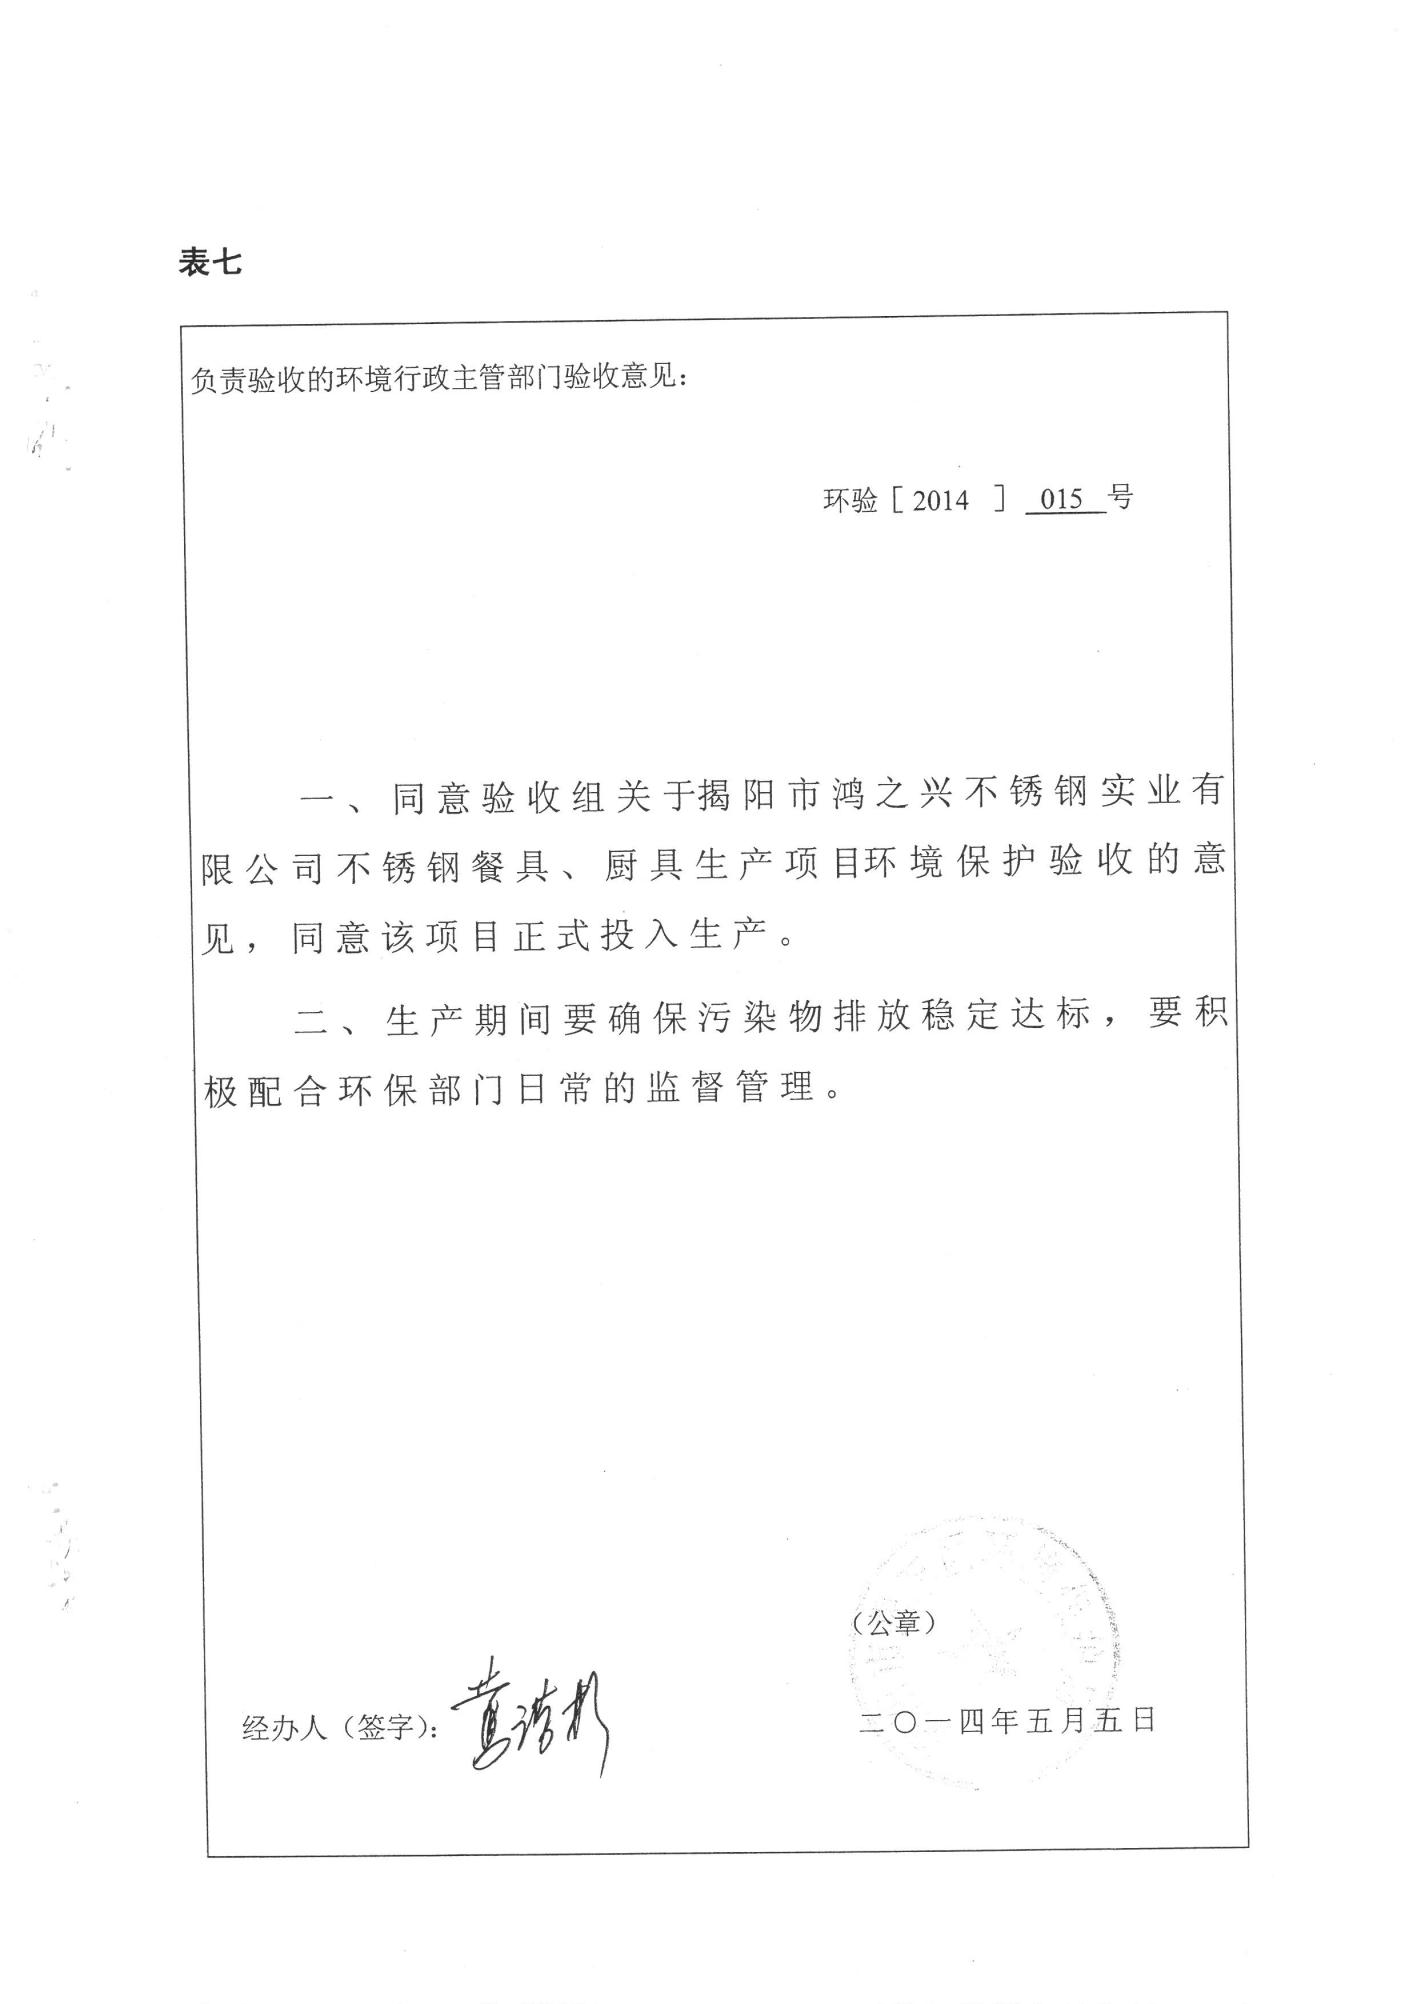 表七
负责验收的环境行政主管部门验收意见：
环验［2014 ］ 015 号
一、同意验收组关于揭阳市鸿之兴不锈钢实业有
限公司不锈钢餐具、厨具生产项目环境保护验收的意
见，同意该项目正式投入生产。
二、生产期间要确保污染物排放稳定达标，要积
极配合环保部门日常的监督管理。
（公章）
经办人（签字）：
二〇一四年五月五日